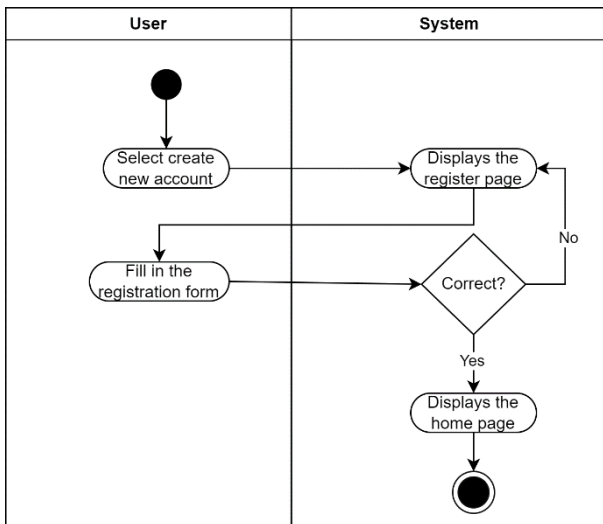 User
System
Select create
new account
Displays the
register page
Fill in the
registration form
Correct?
No
Yes
Displays the
home page